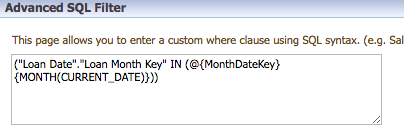 Advanced SQL Filter
This page allows you to enter a custom where clause using SQL syntax. (e.g. Sal
("Loan Date"."Loan Month Key" IN (@{MonthDateKey}
{MONTH(CURRENT_DATE)}))